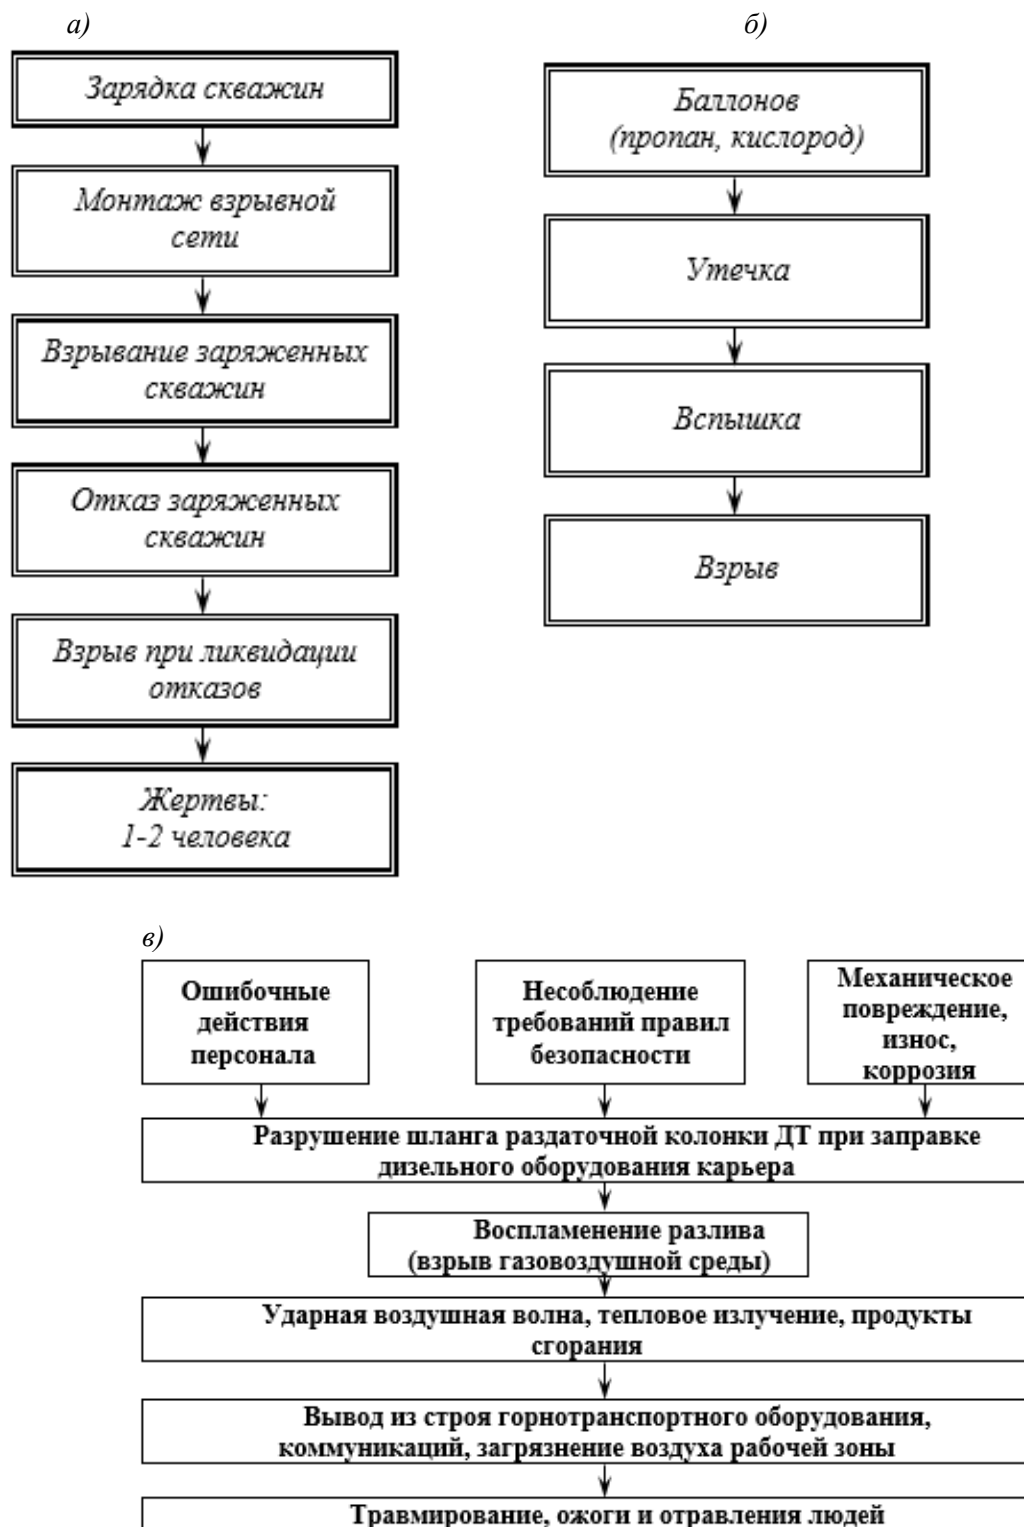 а)
Зарядка скважин
Монтаж взрывной
сети
Взрывание заряженных
скважин
Отказ заряженных
скважин
Взрыв при ликвидации
отказов
Жертвы:
1-2 человека
б)
Баллонов
(пропан, кислород)
Утечка
Вспышка
Взрыв
в)
Ошибочные
действия
персонала
Несоблюдение
требований правил
безопасности
Механическое
повреждение,
износ,
коррозия
Разрушение шланга раздаточной колонки ДТ при заправке
дизельного оборудования карьера
Воспламенение разлива
(взрыв газовоздушной среды)
Ударная воздушная волна, тепловое излучение, продукты
сгорания
Вывод из строя горнотранспортного оборудования,
коммуникаций, загрязнение воздуха рабочей зоны
Травмирование, ожоги и отравления людей